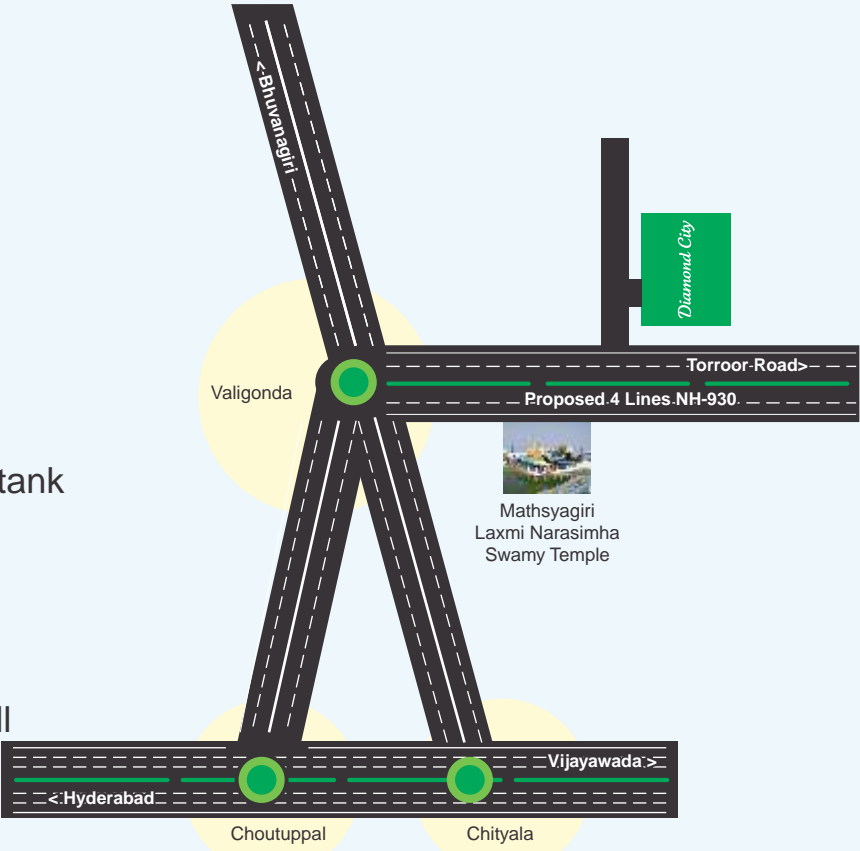 <-Bhuvanagiri
Diamond City
Torroor Road>
Valigonda
Proposed 4 Lines NH-930
tank
Mathsyagiri
Laxmi Narasimha
Swamy Temple
ll
Vijayawada >
< Hyderabad
Choutuppal
Chityala